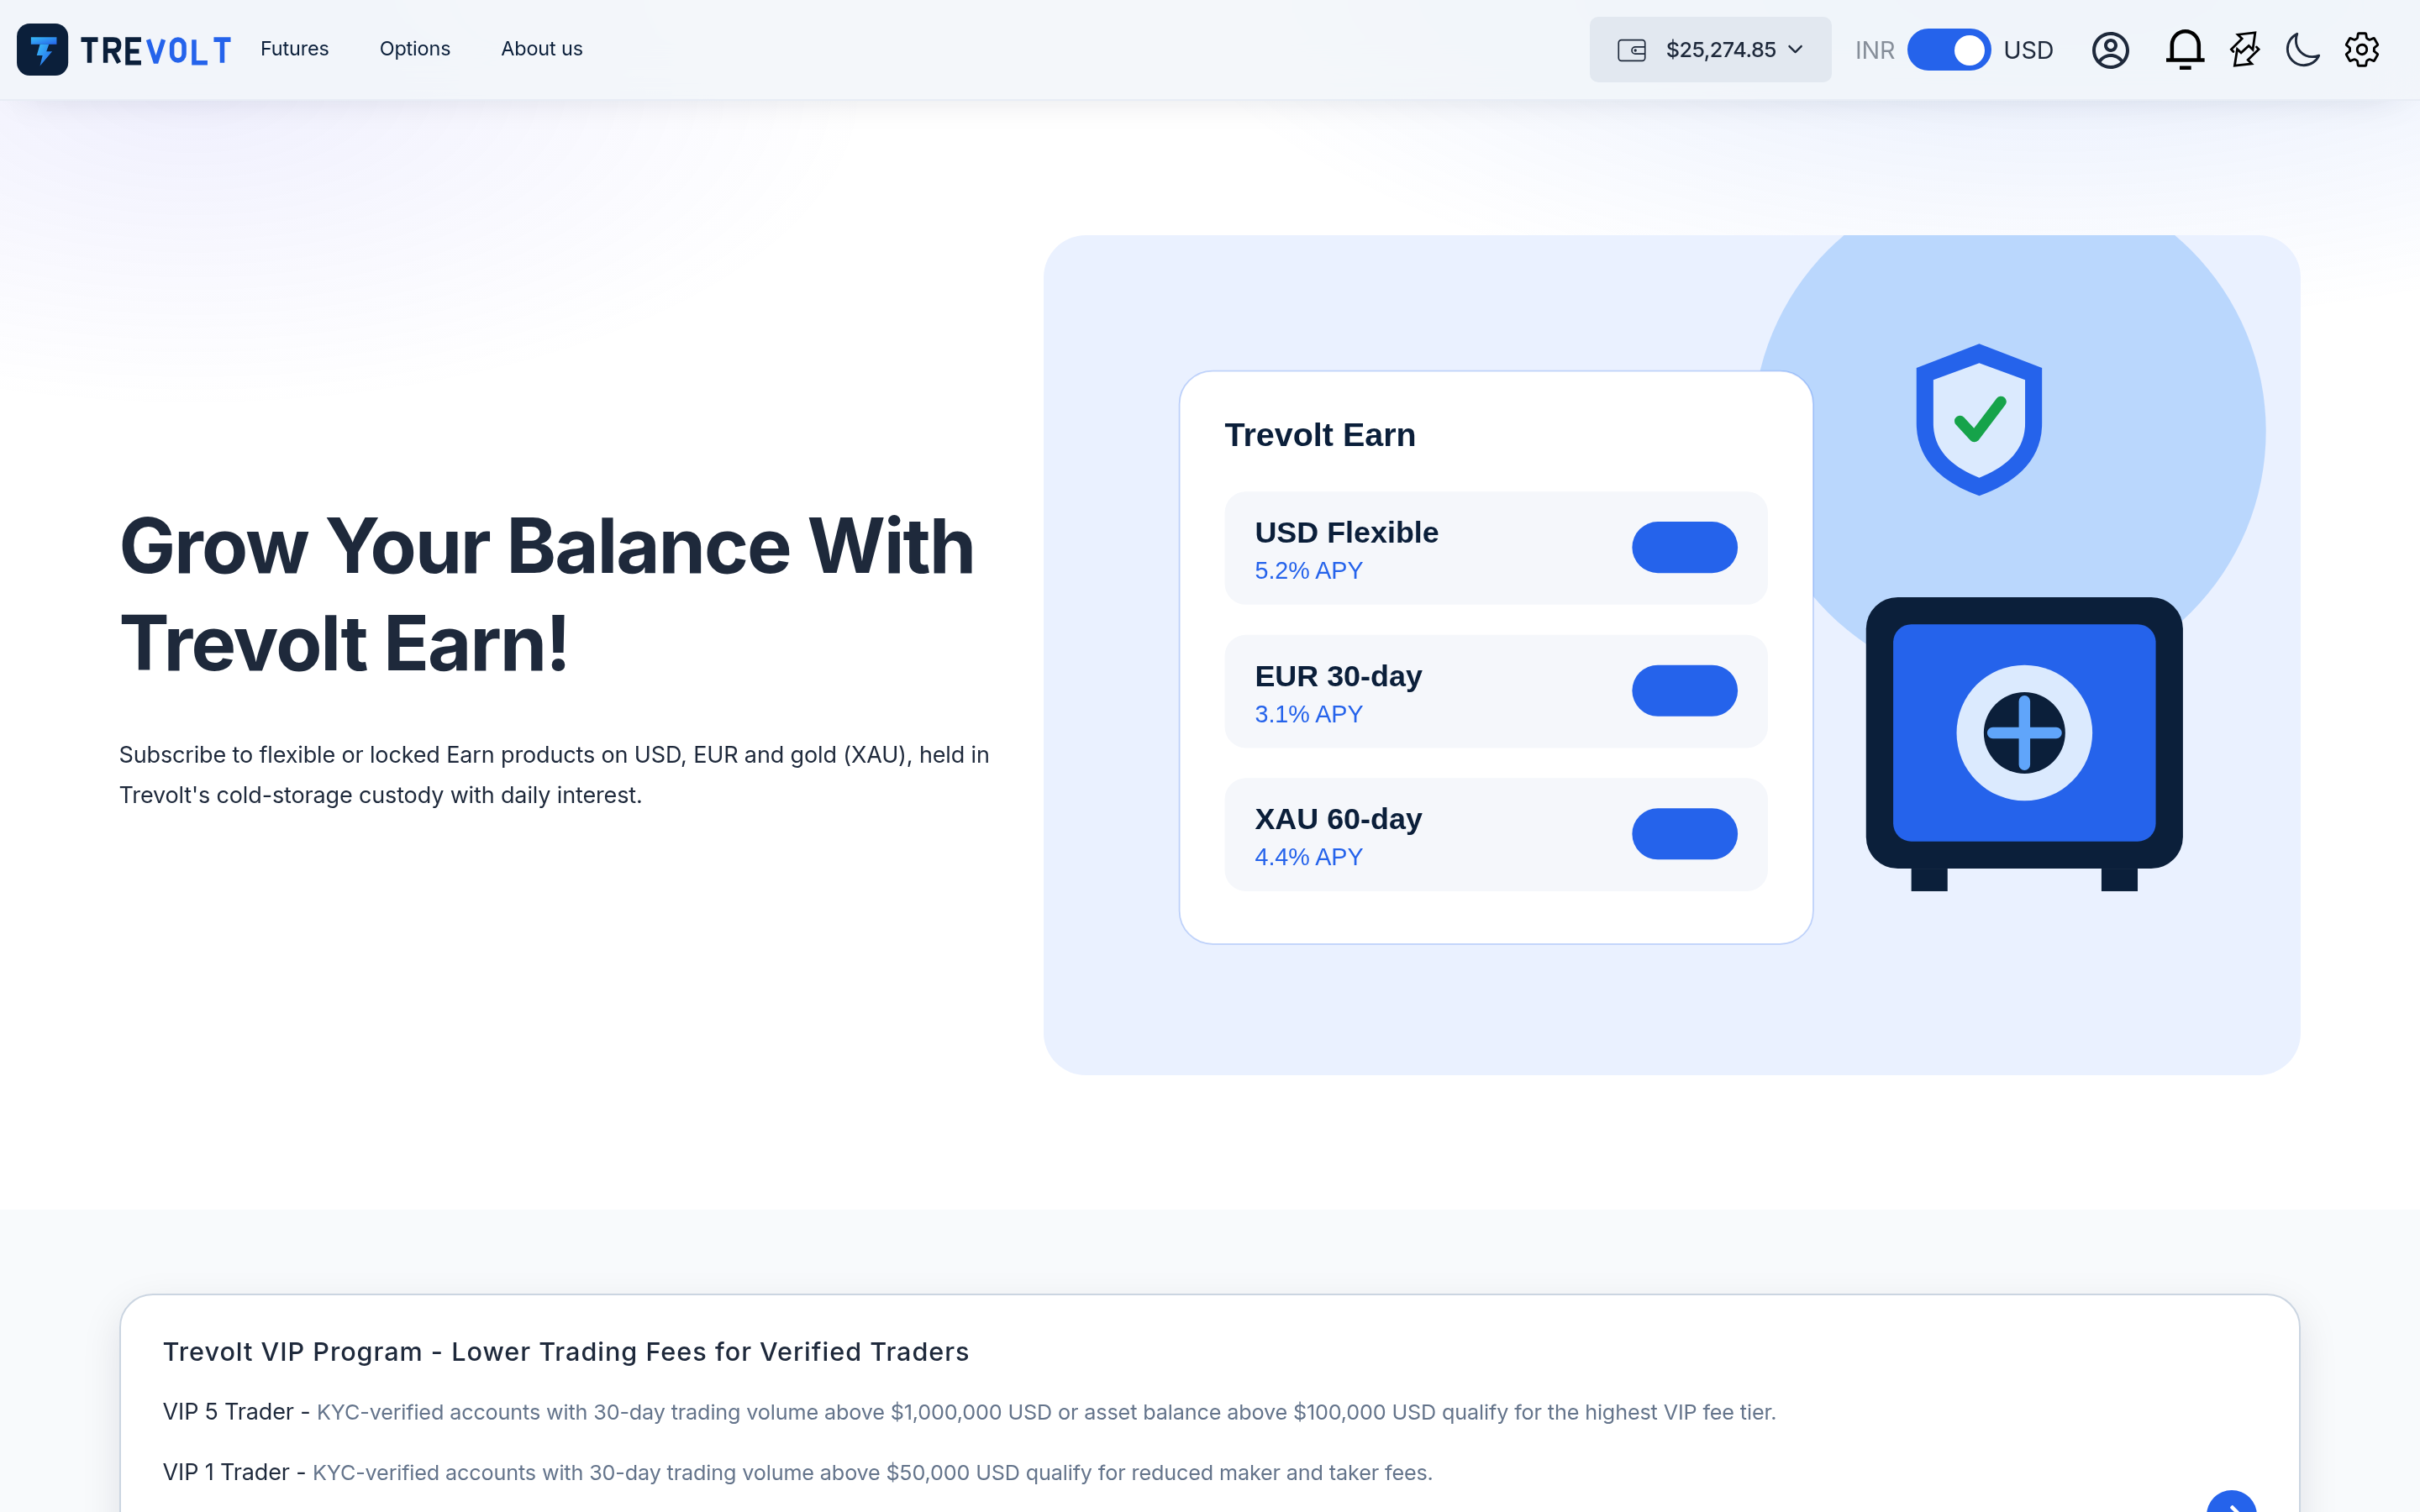 TREVOLT Futures Options About us $25,274.85 INR USD
Grow Your Balance With
Trevolt Earn!
Subscribe to flexible or locked Earn products on USD, EUR and gold (XAU), held in
Trevolt's cold-storage custody with daily interest.
Trevolt Earn
USD Flexible
5.2% APY
EUR 30-day
3.1% APY
XAU 60-day
4.4% APY
Trevolt VIP Program - Lower Trading Fees for Verified Traders
VIP 5 Trader - KYC-verified accounts with 30-day trading volume above $1,000,000 USD or asset balance above $100,000 USD qualify for the highest VIP fee tier.
VIP 1 Trader - KYC-verified accounts with 30-day trading volume above $50,000 USD qualify for reduced maker and taker fees.